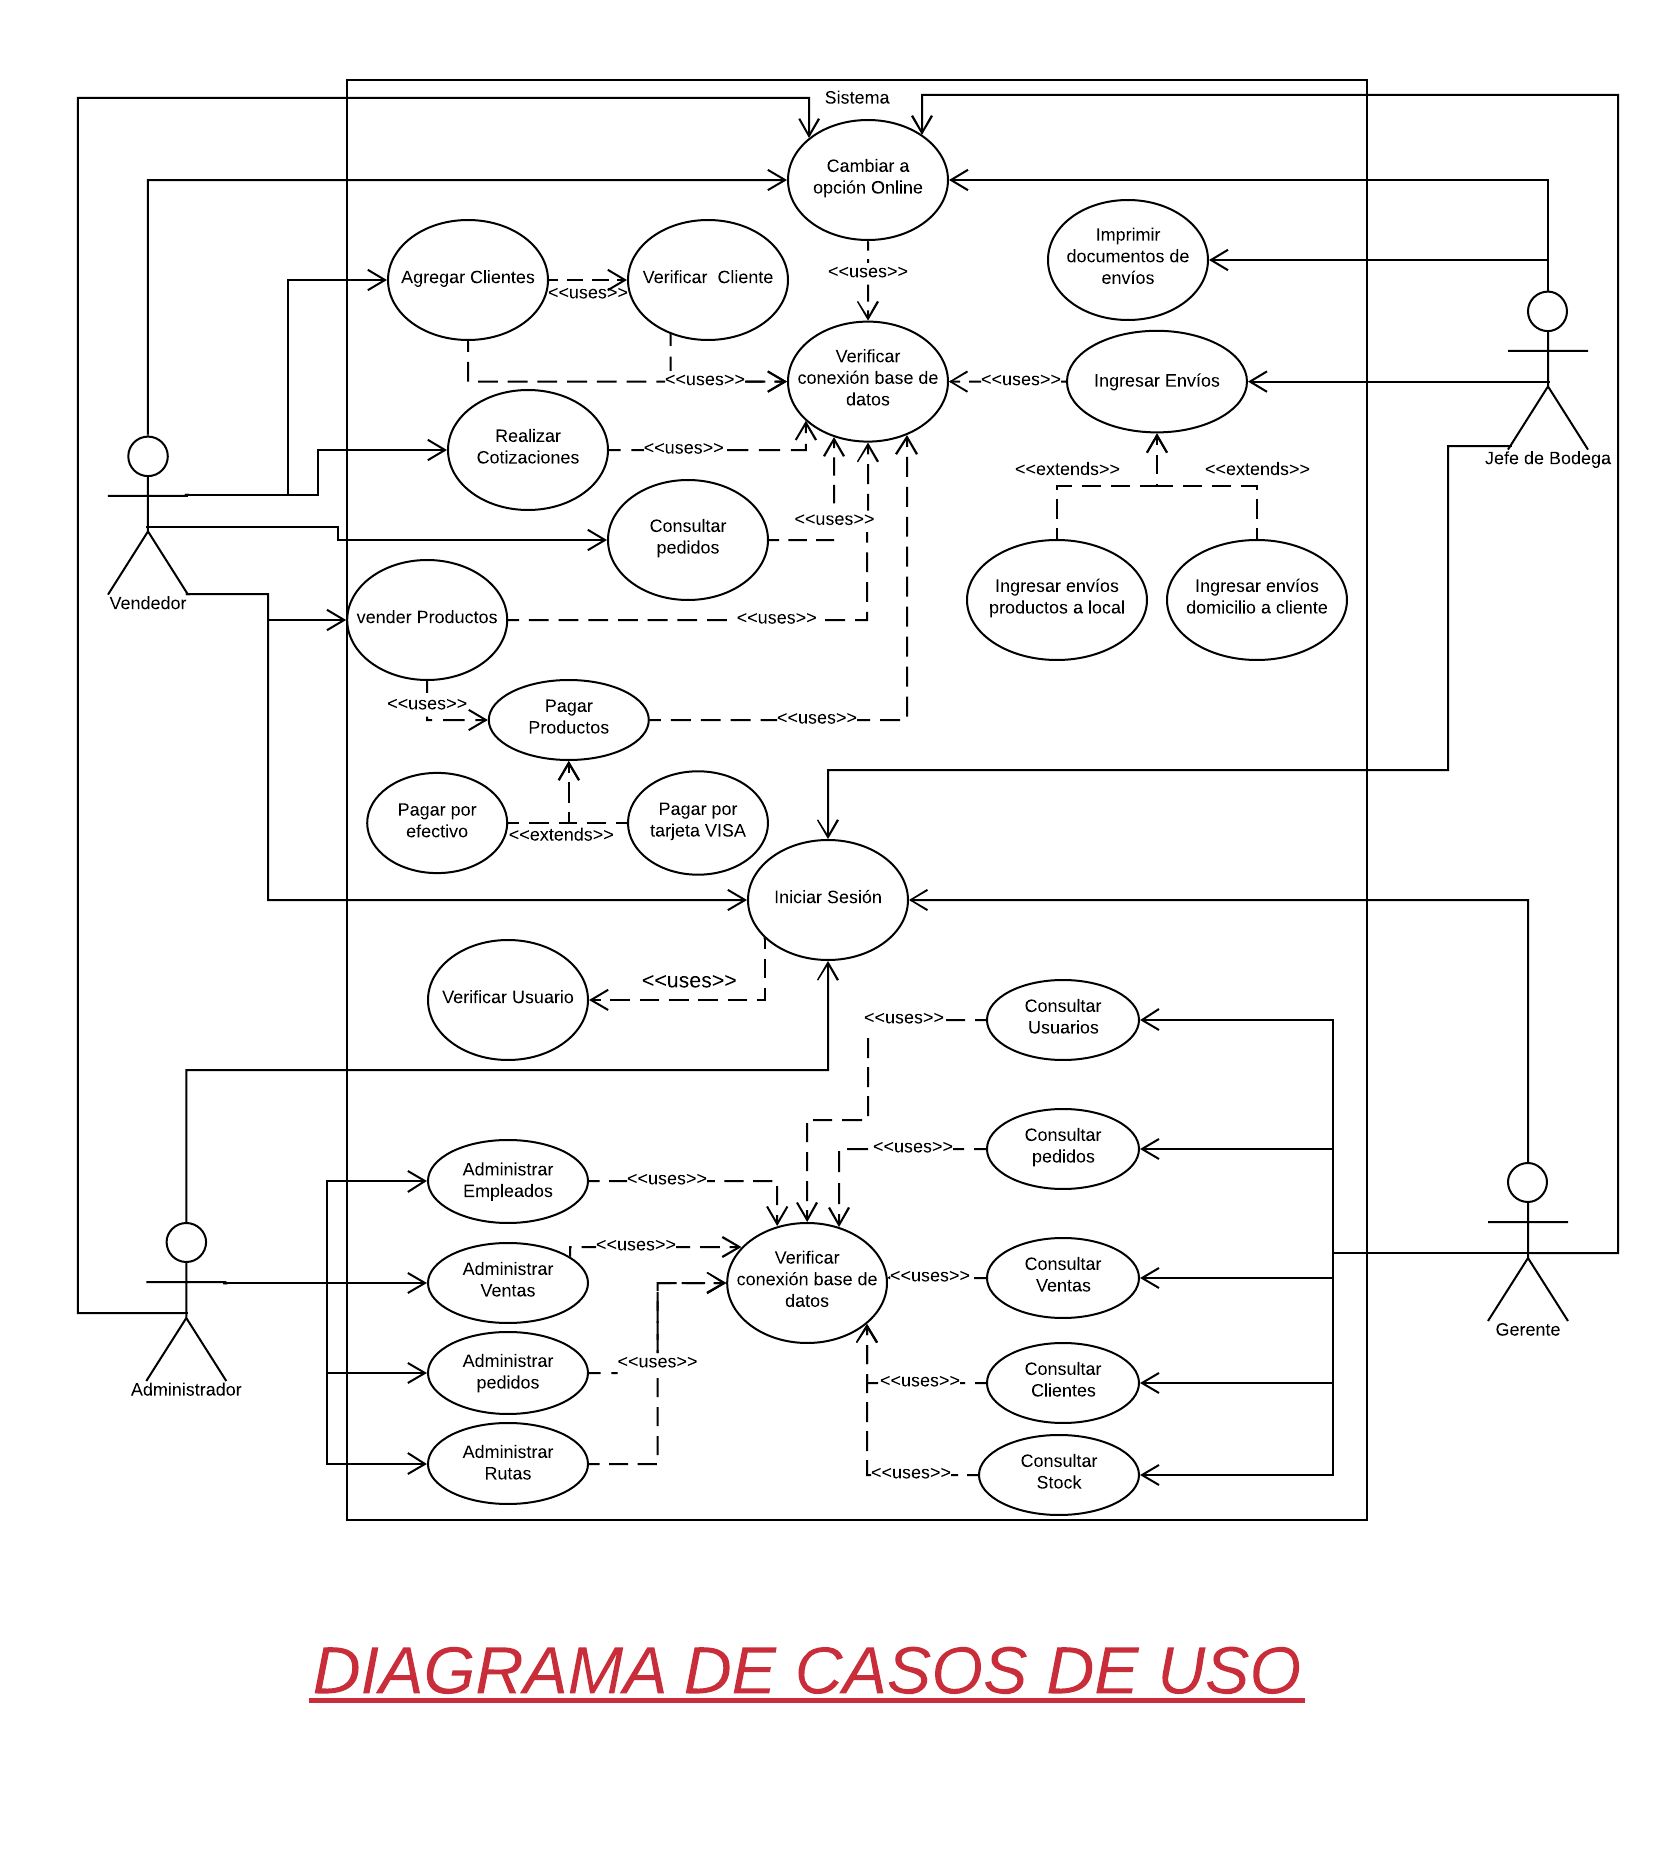 Sistema
Cambiar a
opción Online
Imprimir
documentos de
envíos
<<uses>>
Agregar Clientes
Verificar  Cliente
<<uses>>
Verificar
conexión base de
datos
<<uses>>
<<uses>>
Ingresar Envíos
Jefe de Bodega
Realizar
Cotizaciones
<<uses>>
<<extends>>
<<extends>>
Consultar
pedidos
<<uses>>
Vendedor
Ingresar envíos
productos a local
Ingresar envíos
domicilio a cliente
vender Productos
<<uses>>
<<uses>>
Pagar
Productos
<<uses>>
Pagar por
efectivo
<<extends>>
Pagar por
tarjeta VISA
Iniciar Sesión
Verificar Usuario
<<uses>>
<<uses>>
Consultar
Usuarios
<<uses>>
Consultar
pedidos
Administrar
Empleados
<<uses>>
<<uses>>
Administrar
Ventas
Verificar
conexión base de
datos
<<uses>>
Consultar
Ventas
Gerente
Administrador
Administrar
pedidos
<<uses>>
<<uses>>
Consultar
Clientes
Administrar
Rutas
<<uses>>
Consultar
Stock
DIAGRAMA DE CASOS DE USO